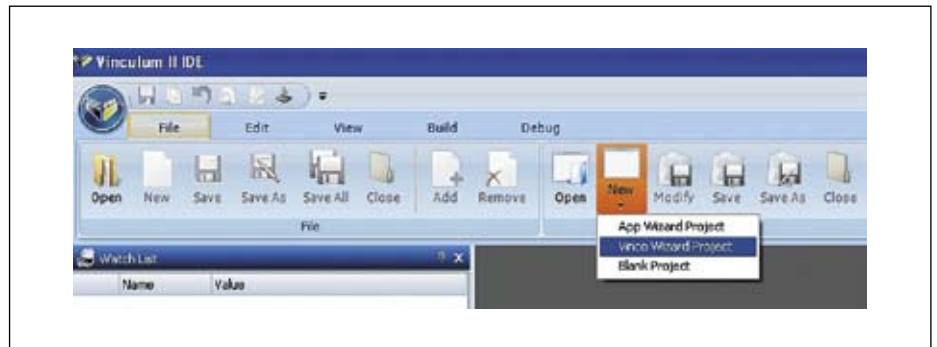 Vinculum II IDE
File Edit View Build Debug
Open New Save Save As Save All Close Add Remove Open New Modify Save Save As Close
File
App Wizard Project
Vinco Wizard Project
Blank Project
Watch List
Name Value